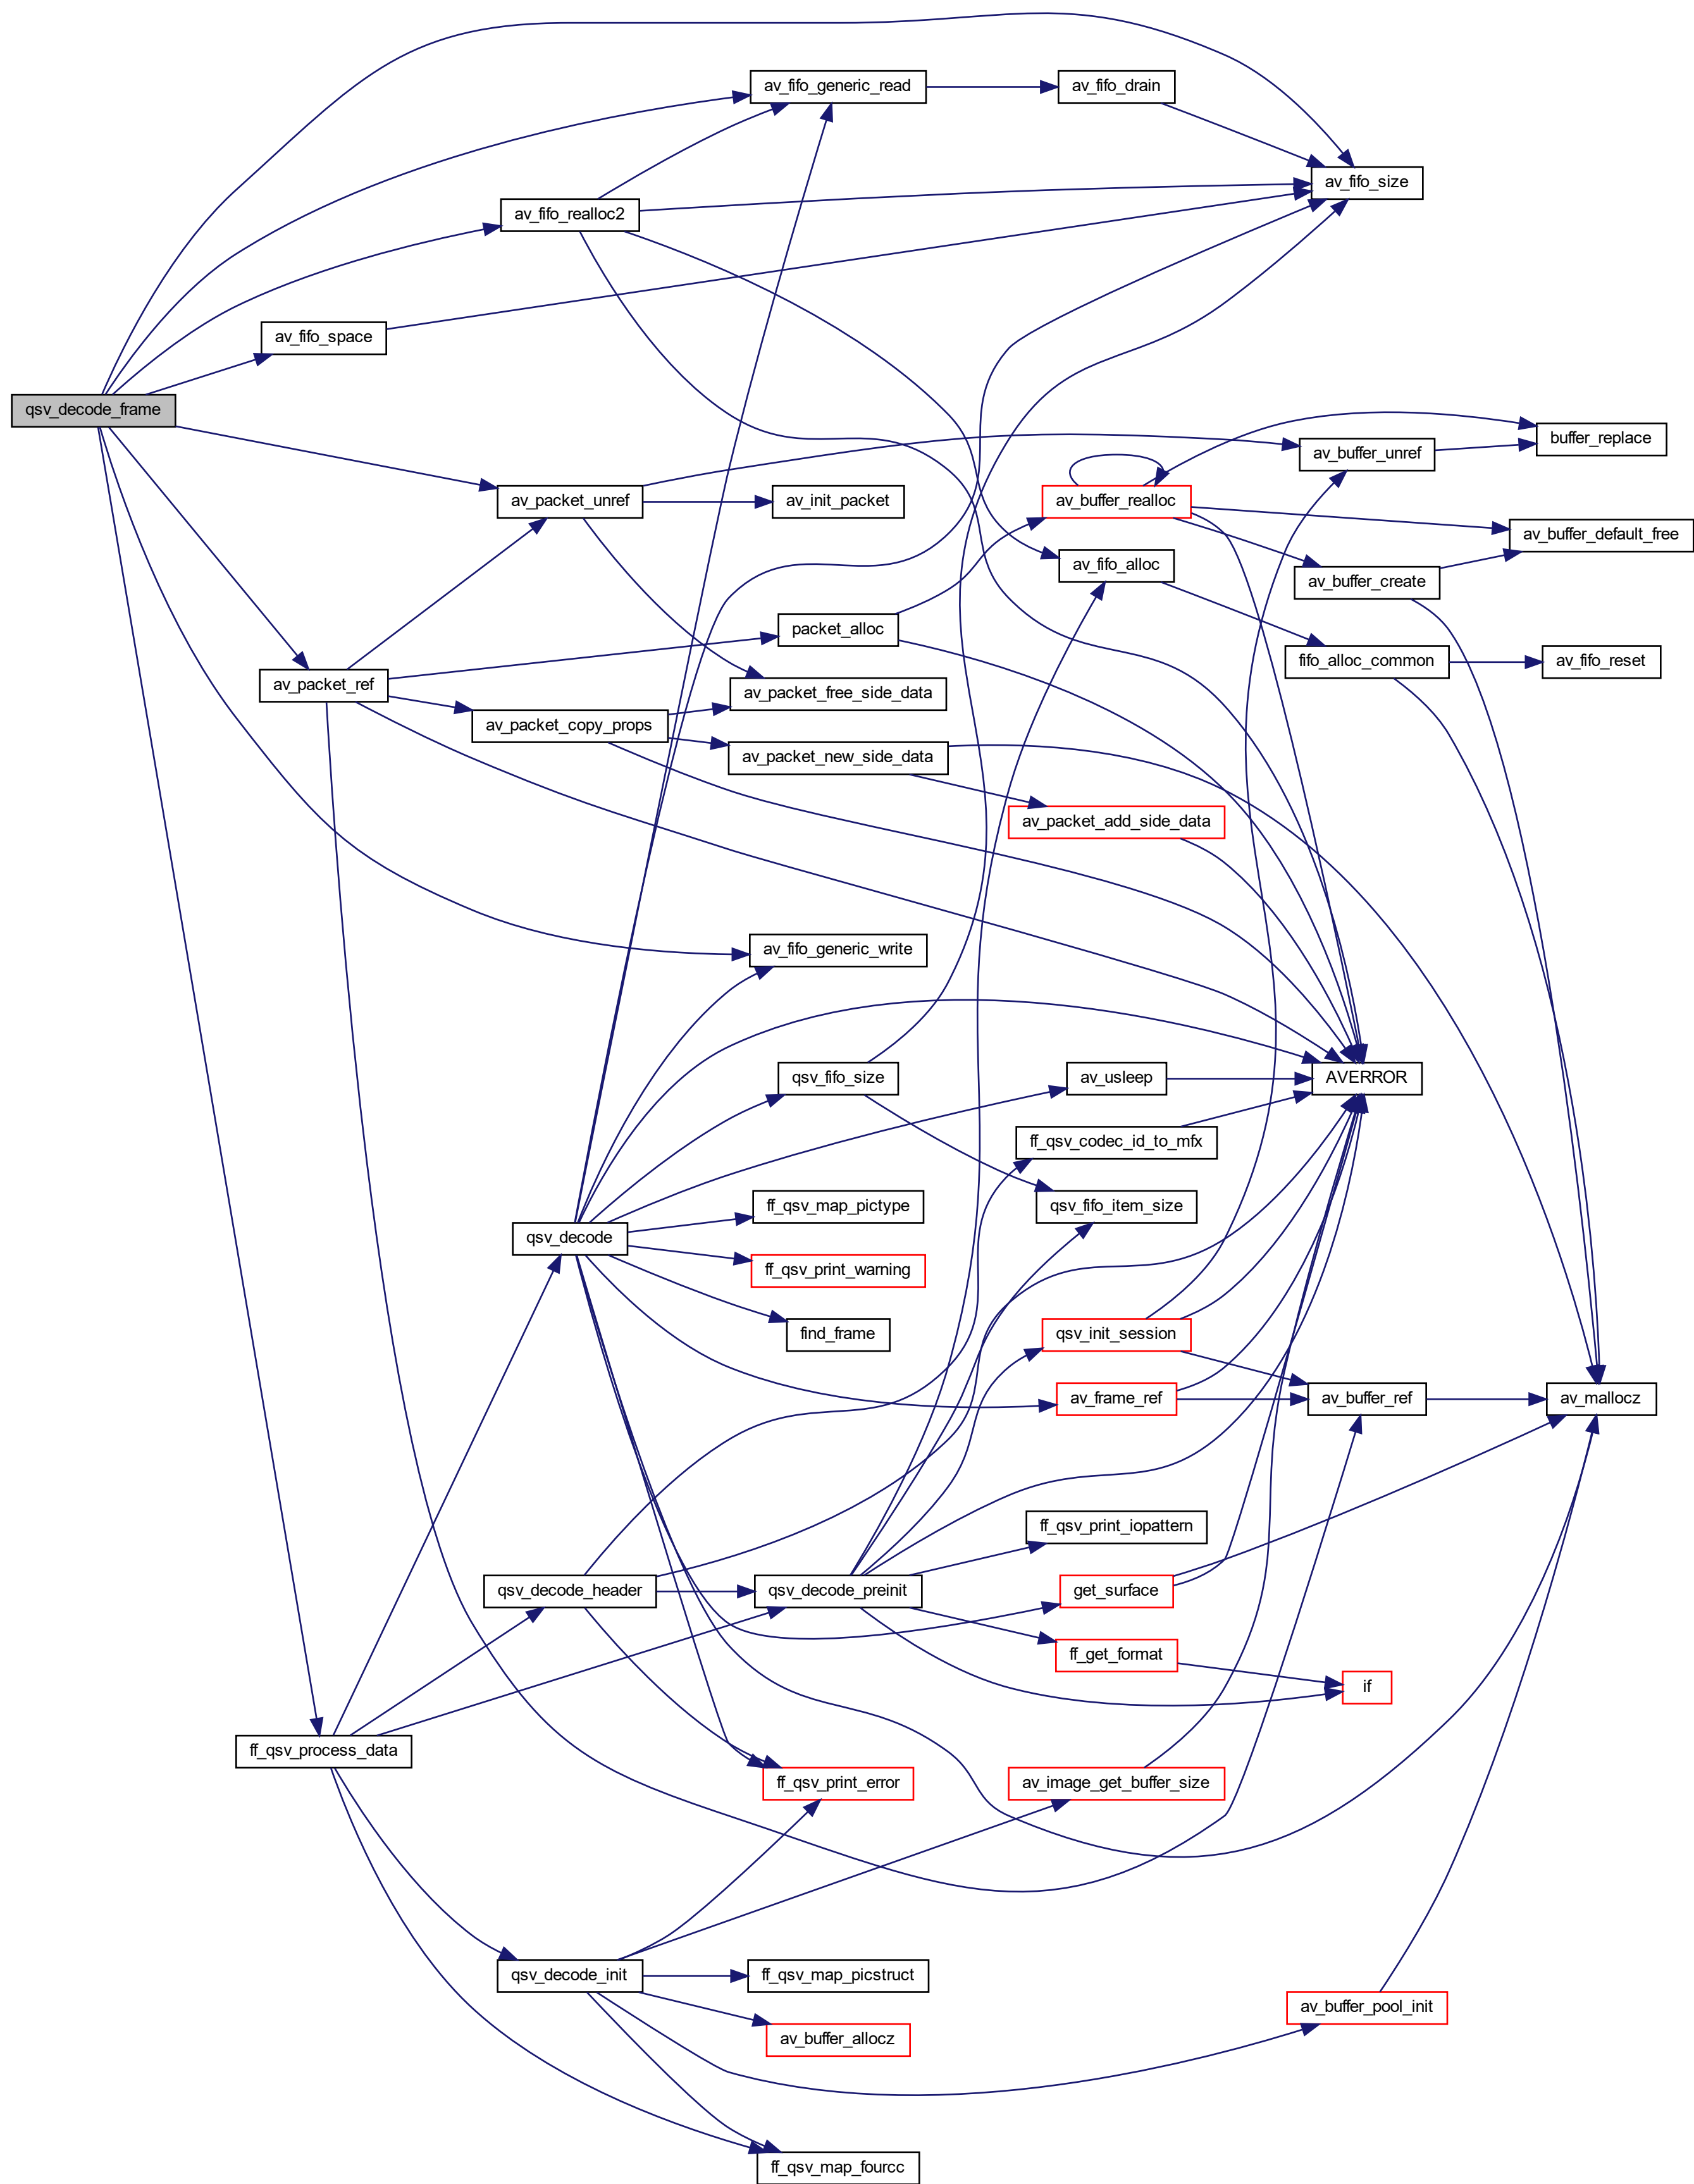 av_fifo_generic_read
av_fifo_drain
av_fifo_size
av_fifo_realloc2
av_fifo_space
qsv_decode_frame
buffer_replace
av_buffer_unref
av_packet_unref
av_init_packet
av_buffer_realloc
av_buffer_default_free
av_fifo_alloc
av_buffer_create
packet_alloc
fifo_alloc_common
av_fifo_reset
av_packet_ref
av_packet_free_side_data
av_packet_copy_props
av_packet_new_side_data
av_packet_add_side_data
av_fifo_generic_write
qsv_fifo_size
av_usleep
AVERROR
ff_qsv_codec_id_to_mfx
ff_qsv_map_pictype
qsv_fifo_item_size
qsv_decode
ff_qsv_print_warning
find_frame
qsv_init_session
av_frame_ref
av_buffer_ref
av_mallocz
ff_qsv_print_iopattern
qsv_decode_header
qsv_decode_preinit
get_surface
ff_get_format
if
ff_qsv_process_data
ff_qsv_print_error
av_image_get_buffer_size
qsv_decode_init
ff_qsv_map_picstruct
av_buffer_pool_init
av_buffer_allocz
ff_qsv_map_fourcc